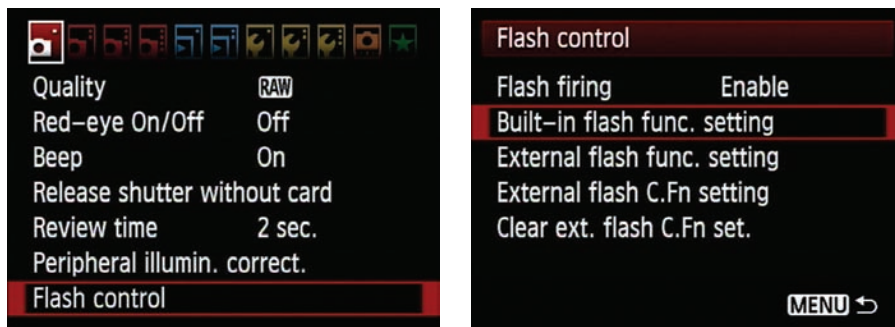 Quality RAW
Red-eye On/Off Off
Beep On
Release shutter without card
Review time 2 sec.
Peripheral illumin. correct.
Flash control
Flash control
Flash firing Enable
Built-in flash func. setting
External flash func. setting
External flash C.Fn setting
Clear ext. flash C.Fn set.
MENU